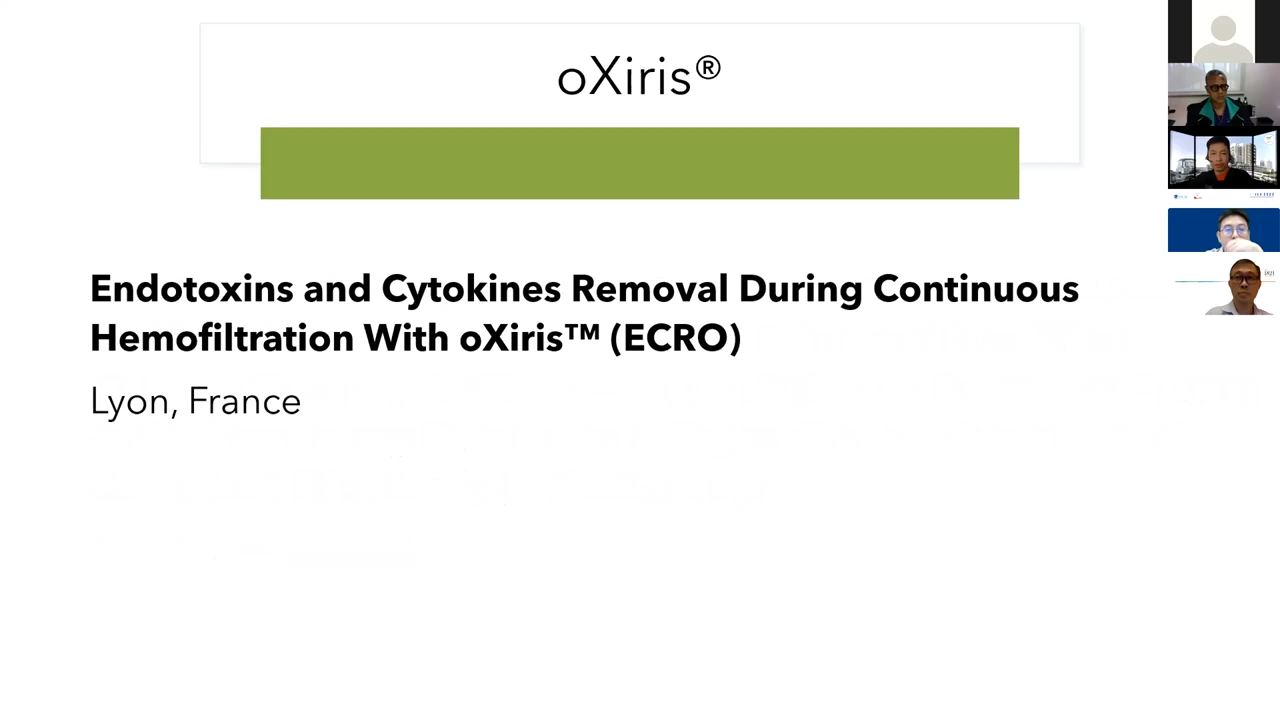 oXiris®
Endotoxins and Cytokines Removal During Continuous
Hemofiltration With oXiris™ (ECRO)
Lyon, France